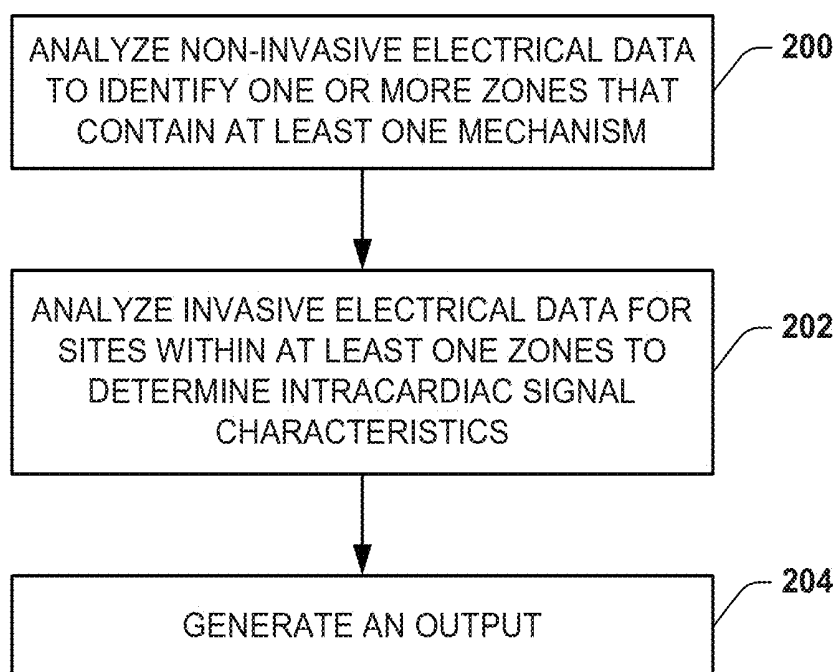 ANALYZE NON-INVASIVE ELECTRICAL DATA
TO IDENTIFY ONE OR MORE ZONES THAT
CONTAIN AT LEAST ONE MECHANISM
200
ANALYZE INVASIVE ELECTRICAL DATA FOR
SITES WITHIN AT LEAST ONE ZONES TO
DETERMINE INTRACARDIAC SIGNAL
CHARACTERISTICS
202
GENERATE AN OUTPUT
204